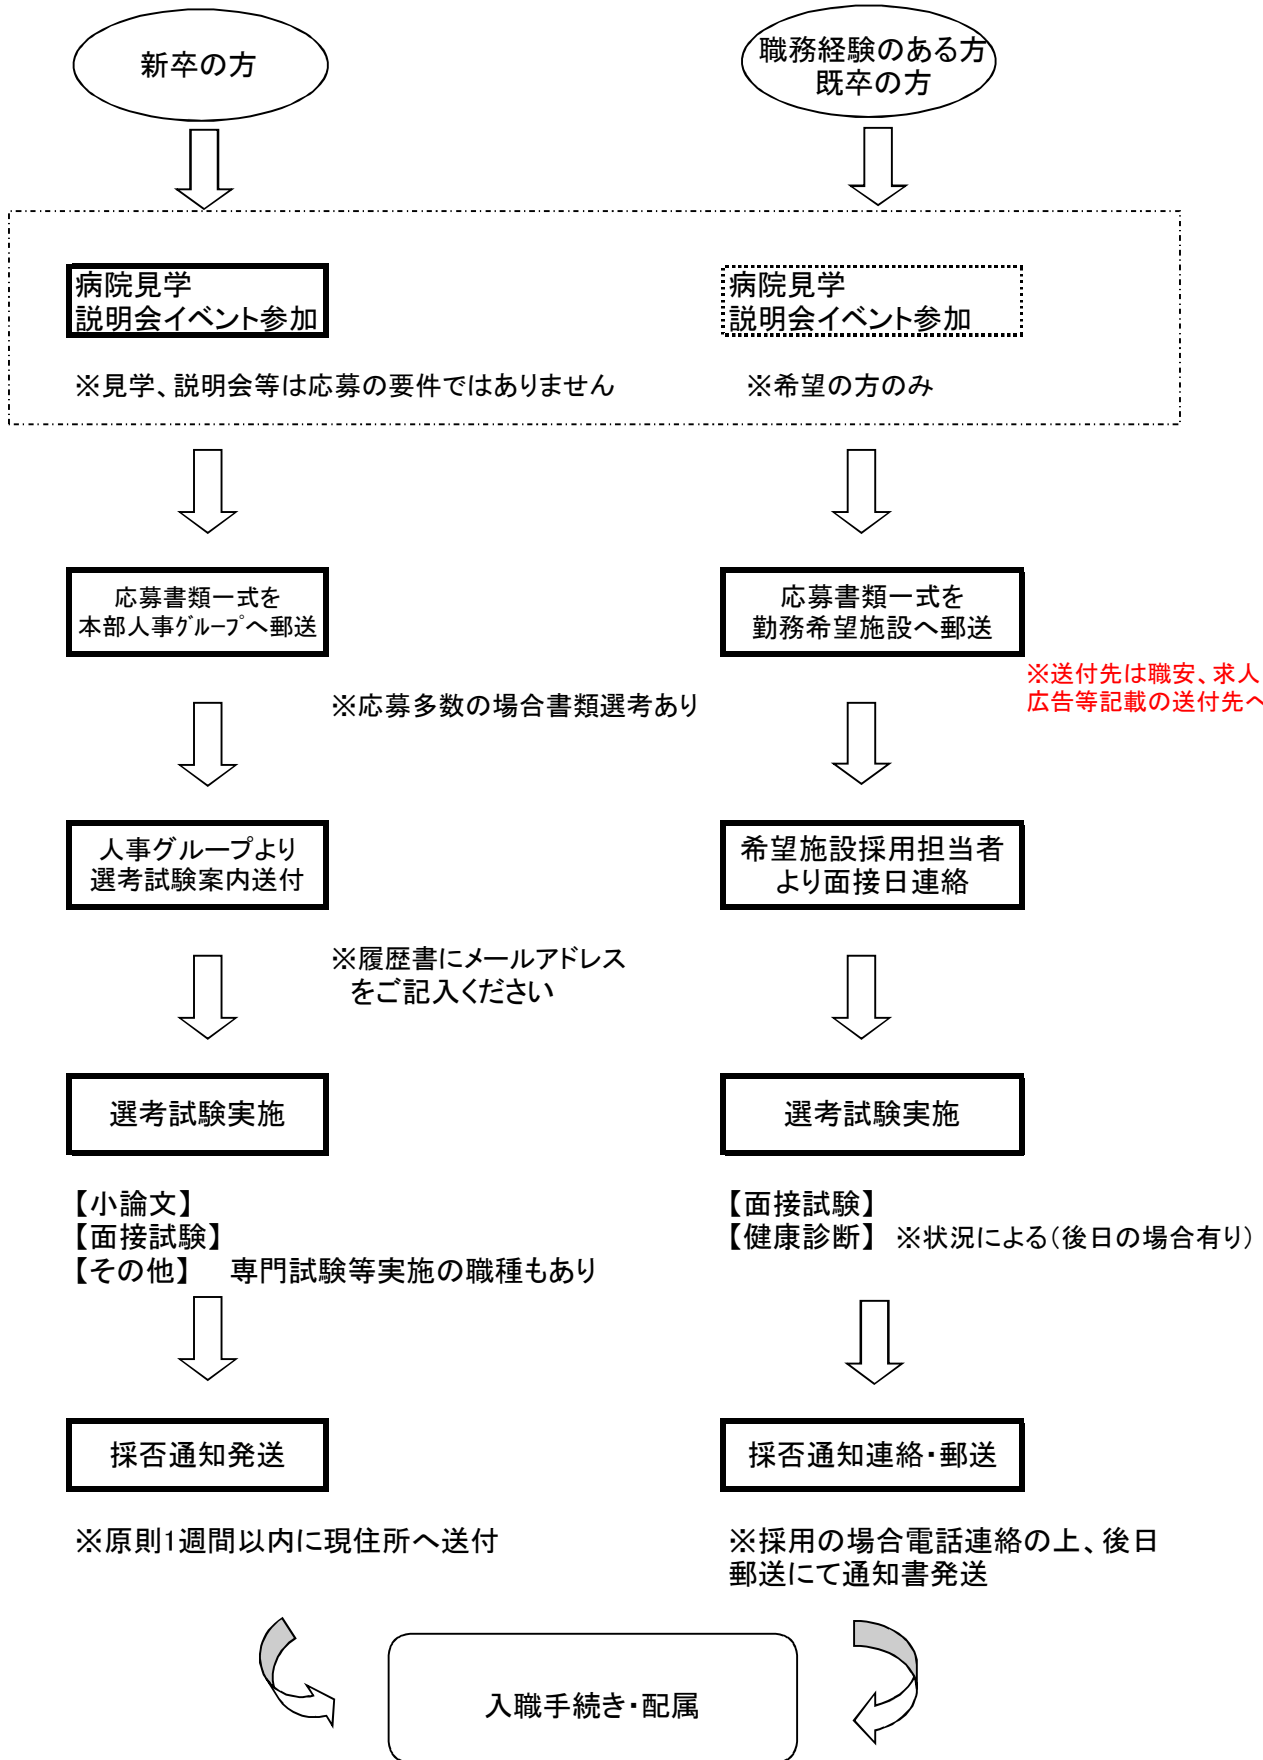 新卒の方
職務経験のある方
既卒の方
病院見学
説明会イベント参加
※見学、説明会等は応募の要件ではありません
病院見学
説明会イベント参加
※希望の方のみ
応募書類一式を
本部人事ｸﾞﾙｰﾌﾟへ郵送
応募書類一式を
勤務希望施設へ郵送
※送付先は職安、求人
広告等記載の送付先へ
※応募多数の場合書類選考あり
人事グループより
選考試験案内送付
希望施設採用担当者
より面接日連絡
※履歴書にメールアドレス
をご記入ください
選考試験実施
選考試験実施
【小論文】
【面接試験】
【その他】　専門試験等実施の職種もあり
【面接試験】
【健康診断】 ※状況による（後日の場合有り）
採否通知発送
採否通知連絡・郵送
※原則1週間以内に現住所へ送付
※採用の場合電話連絡の上、後日
郵送にて通知書発送
入職手続き・配属